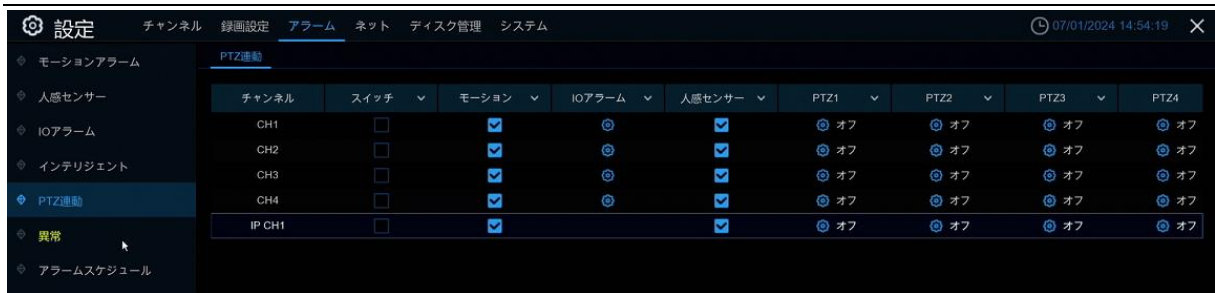 設定 チャンネル 録画設定 アラーム ネット ディスク管理 システム 07/01/2024 14:54:19
モーションアラーム
人感センサー
IOアラーム
インテリジェント
PTZ連動
異常
アラームスケジュール
PTZ連動
チャンネル スイッチ モーション IOアラーム 人感センサー PTZ1 PTZ2 PTZ3 PTZ4
CH1 オフ オフ オフ オフ
CH2 オフ オフ オフ オフ
CH3 オフ オフ オフ オフ
CH4 オフ オフ オフ オフ
IP CH1 オフ オフ オフ オフ